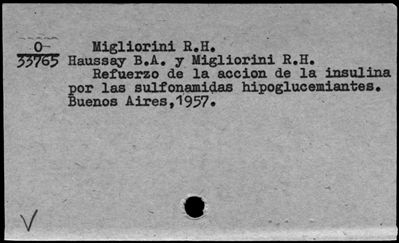 O Migliorini R.H.
33765 Haussay B.A. y Migliorini R.H.
Refuerzo de la accion de la insulina
por las sulfonamidas hipoglucemiantes.
Buenos Aires,1957.
V